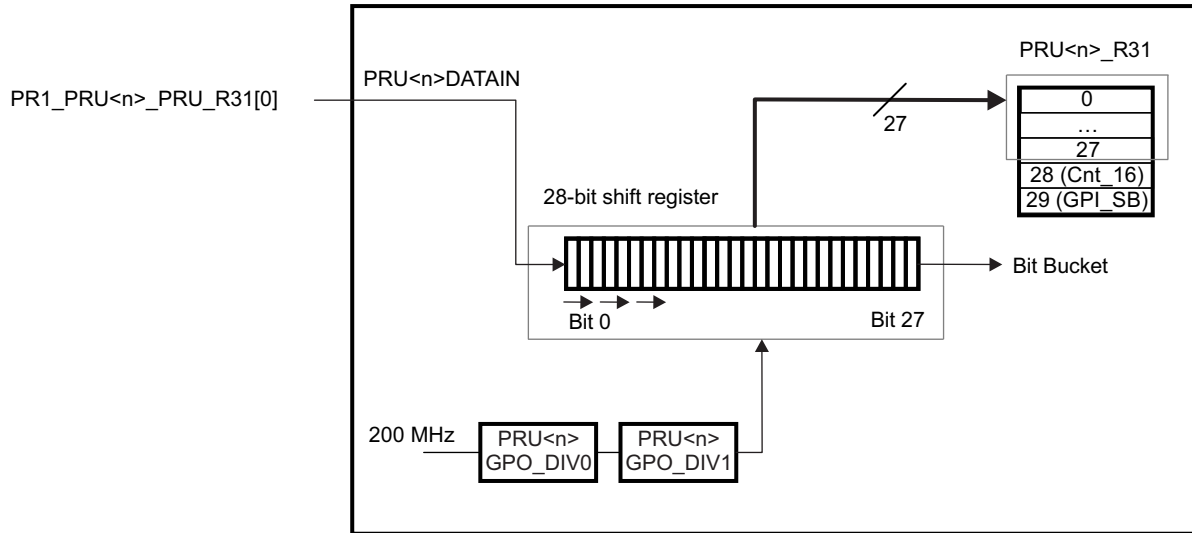 PRU<n>_R31
PRU<n>DATAIN
PR1_PRU<n>_PRU_R31[0]
0
27
…
27
28 (Cnt_16)
28-bit shift register
29 (GPI_SB)
Bit Bucket
Bit 0
Bit 27
200 MHz
PRU<n>
GPO_DIV0
PRU<n>
GPO_DIV1